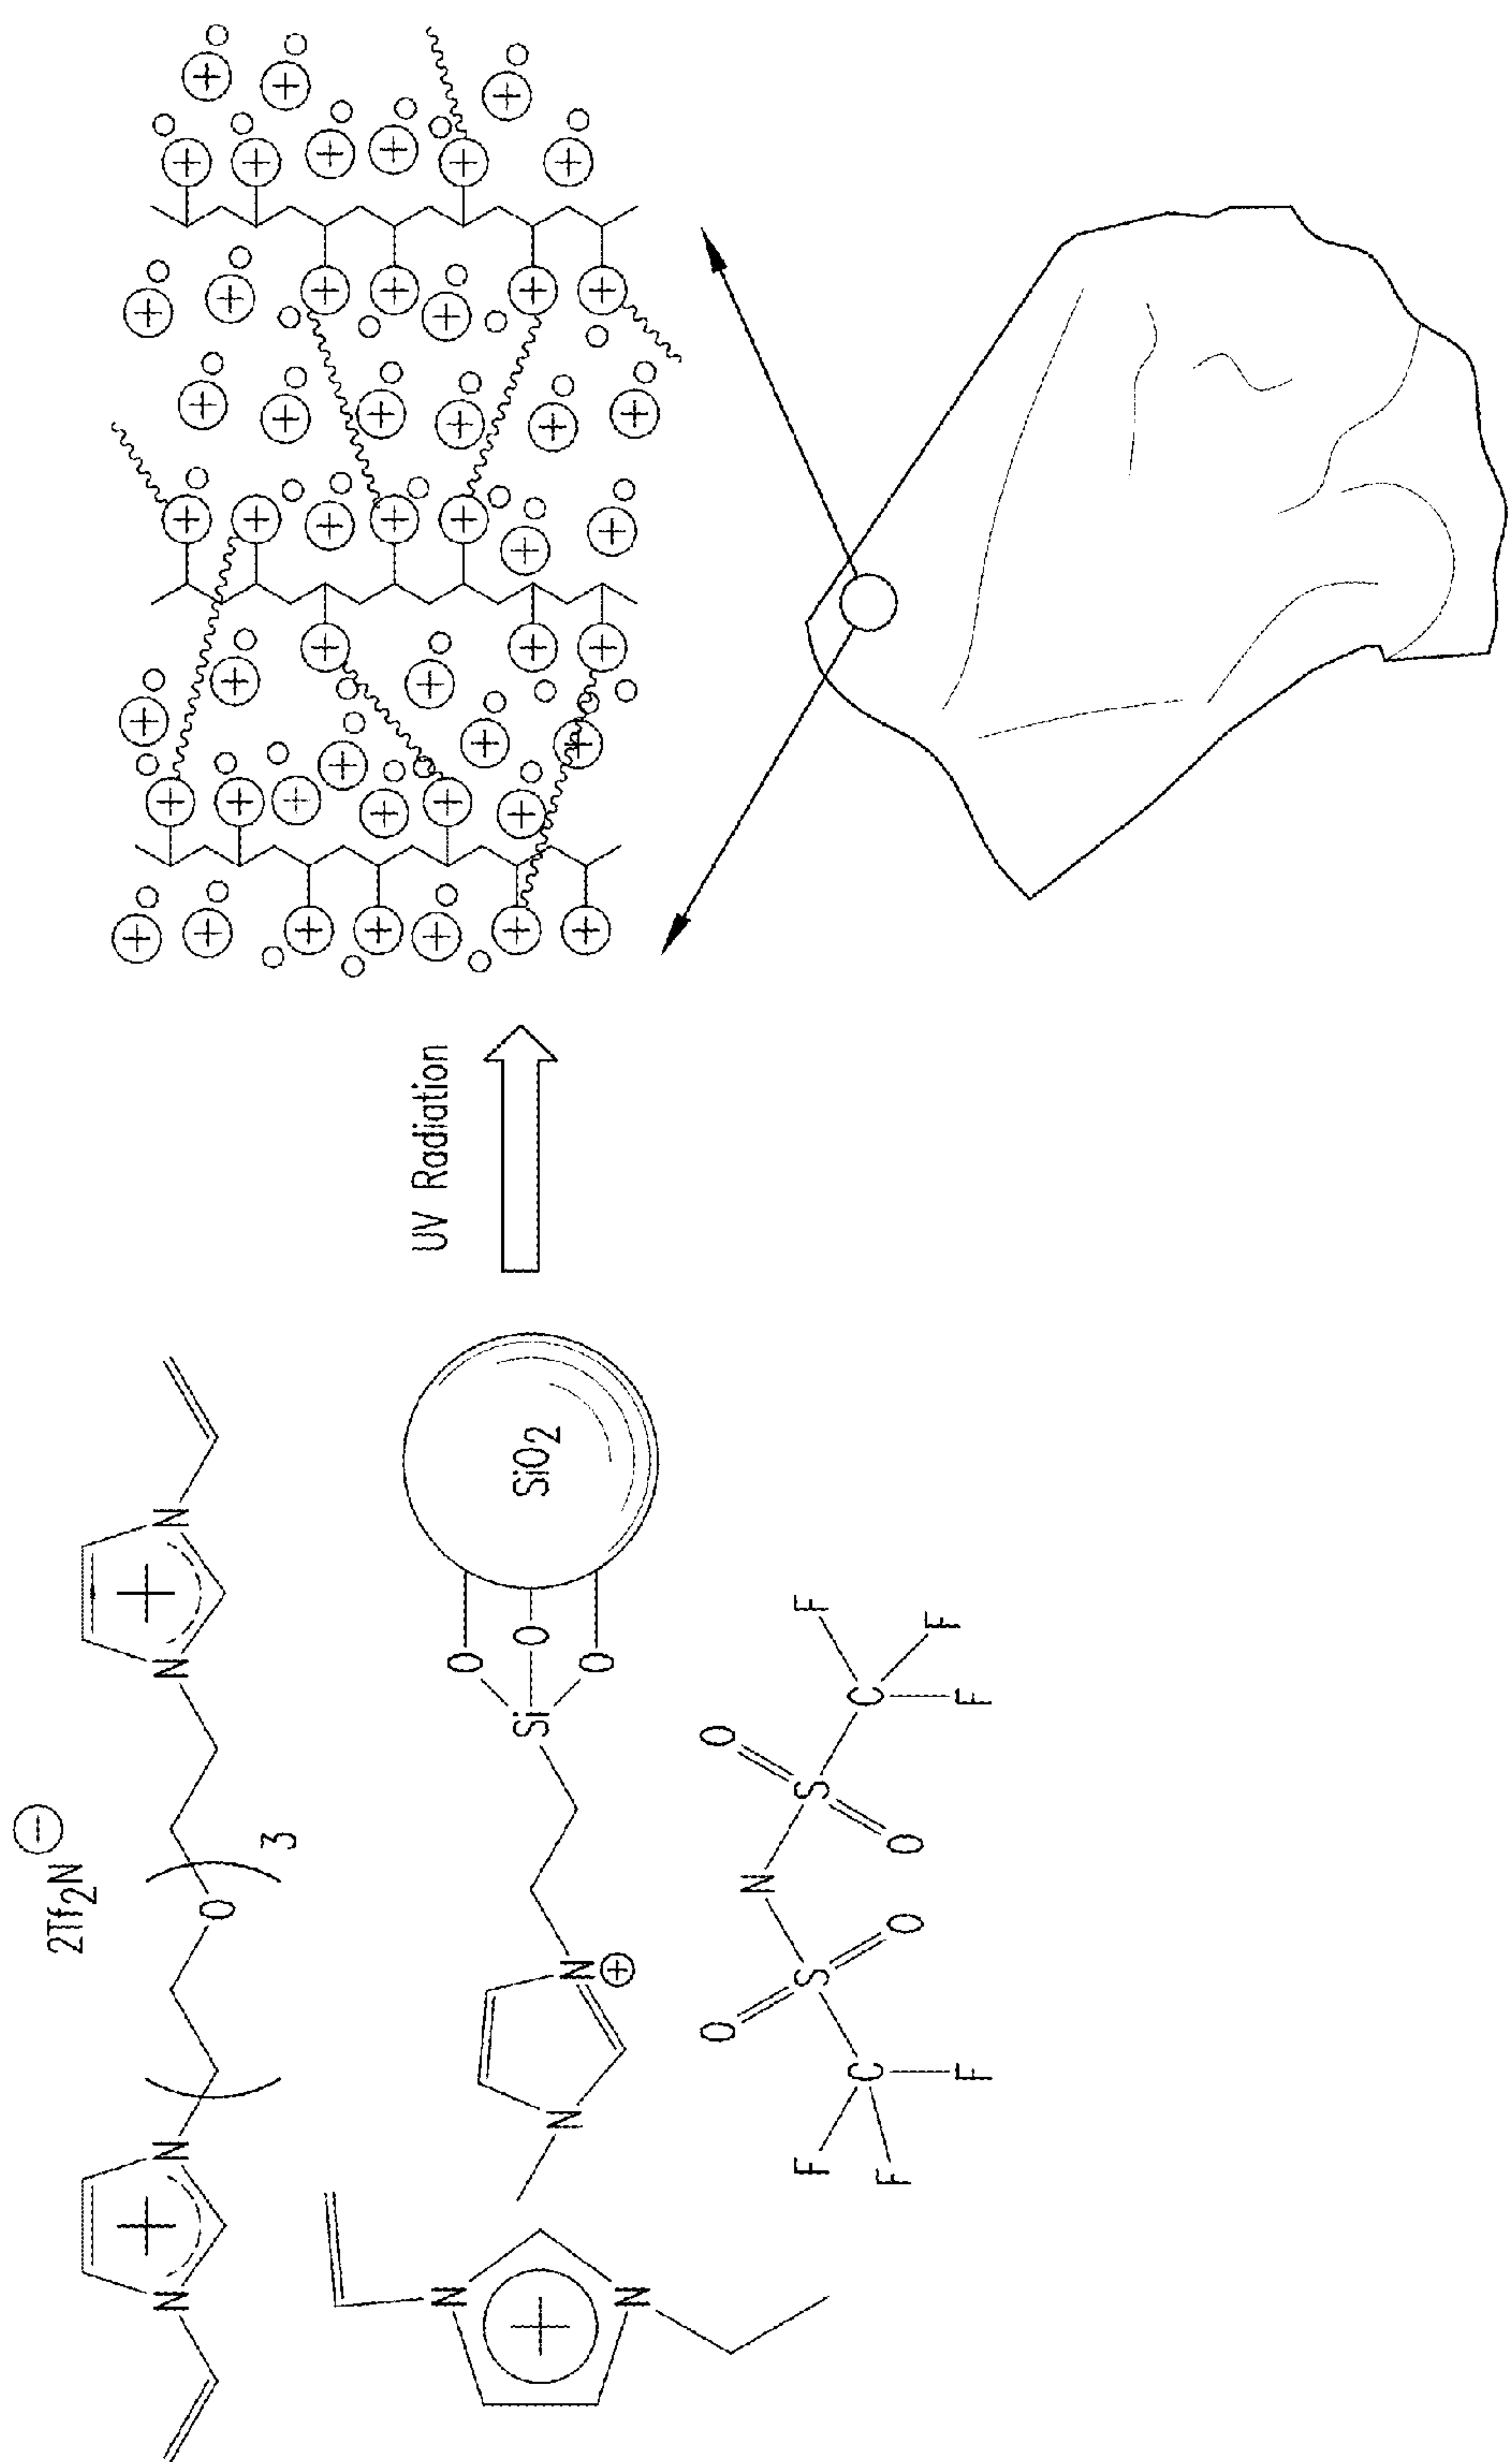 2Tf₂N ⊖
N + N ( O ) 3 N + N
UV Radiation
N + N
N N ⊕ Si O O O SiO₂
O O
N
F S S F
C C
F O O F
F F